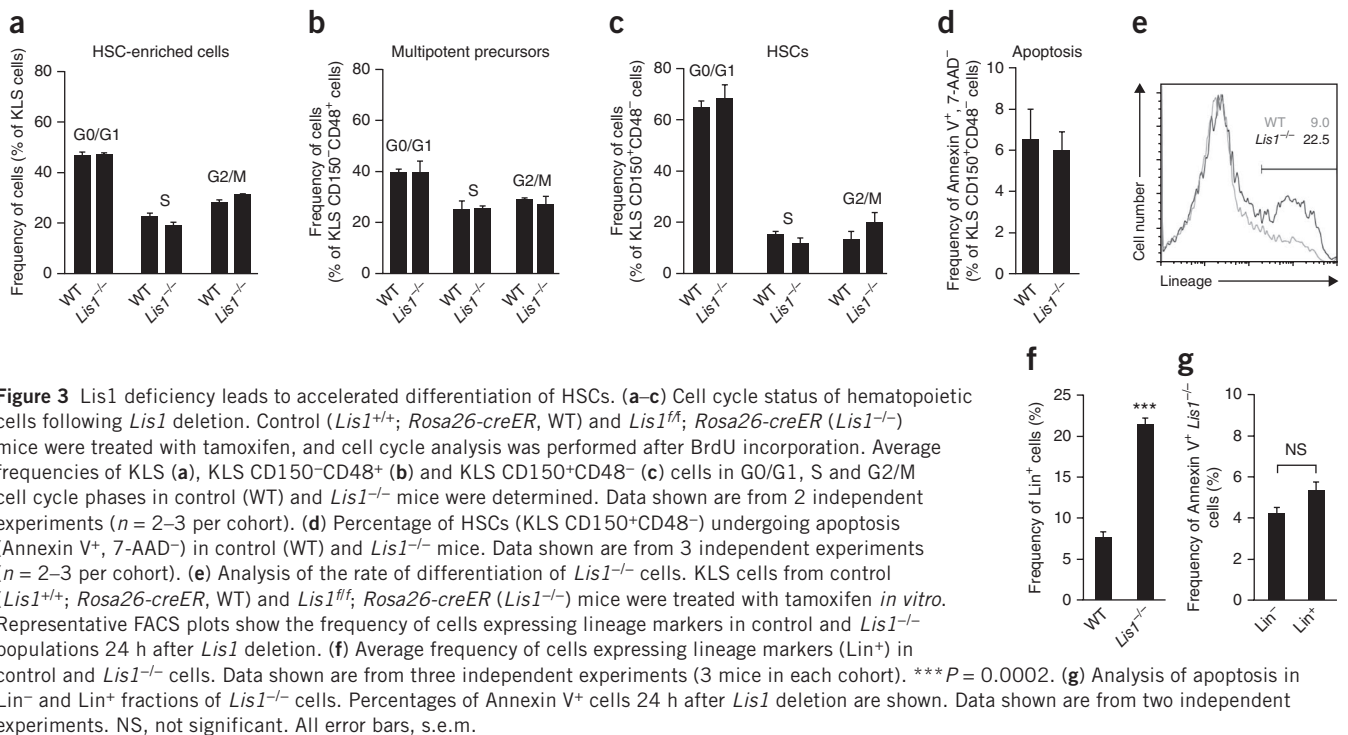 a
HSC-enriched cells
Frequency of cells (% of KLS cells)
80
60
40
20
0
G0/G1
S
G2/M
WT
Lis1–/–
WT
Lis1–/–
WT
Lis1–/–
b
Multipotent precursors
Frequency of cells
(% of KLS CD150–CD48+ cells)
80
60
40
20
0
G0/G1
S
G2/M
WT
Lis1–/–
WT
Lis1–/–
WT
Lis1–/–
c
HSCs
Frequency of cells
(% of KLS CD150+CD48– cells)
80
60
40
20
0
G0/G1
S
G2/M
WT
Lis1–/–
WT
Lis1–/–
WT
Lis1–/–
d
Apoptosis
Frequency of Annexin V+, 7-AAD–
(% of KLS CD150+CD48– cells)
10
8
6
4
2
0
WT
Lis1–/–
e
Cell number
WT 9.0
Lis1–/– 22.5
Lineage
f
Frequency of Lin+ cells (%)
25
20
15
10
5
0
***
WT
Lis1–/–
g
Frequency of Annexin V+ Lis1–/–
cells (%)
10
8
6
4
2
0
NS
Lin–
Lin+
Figure 3 Lis1 deficiency leads to accelerated differentiation of HSCs. (a–c) Cell cycle status of hematopoietic
cells following Lis1 deletion. Control (Lis1+/+; Rosa26-creER, WT) and Lis1f/f; Rosa26-creER (Lis1–/–)
mice were treated with tamoxifen, and cell cycle analysis was performed after BrdU incorporation. Average
frequencies of KLS (a), KLS CD150–CD48+ (b) and KLS CD150+CD48– (c) cells in G0/G1, S and G2/M
cell cycle phases in control (WT) and Lis1–/– mice were determined. Data shown are from 2 independent
experiments (n = 2–3 per cohort). (d) Percentage of HSCs (KLS CD150+CD48–) undergoing apoptosis
(Annexin V+, 7-AAD–) in control (WT) and Lis1–/– mice. Data shown are from 3 independent experiments
(n = 2–3 per cohort). (e) Analysis of the rate of differentiation of Lis1–/– cells. KLS cells from control
(Lis1+/+; Rosa26-creER, WT) and Lis1f/f; Rosa26-creER (Lis1–/–) mice were treated with tamoxifen in vitro.
Representative FACS plots show the frequency of cells expressing lineage markers in control and Lis1–/–
populations 24 h after Lis1 deletion. (f) Average frequency of cells expressing lineage markers (Lin+) in
control and Lis1–/– cells. Data shown are from three independent experiments (3 mice in each cohort). ***P = 0.0002. (g) Analysis of apoptosis in
Lin– and Lin+ fractions of Lis1–/– cells. Percentages of Annexin V+ cells 24 h after Lis1 deletion are shown. Data shown are from two independent
experiments. NS, not significant. All error bars, s.e.m.